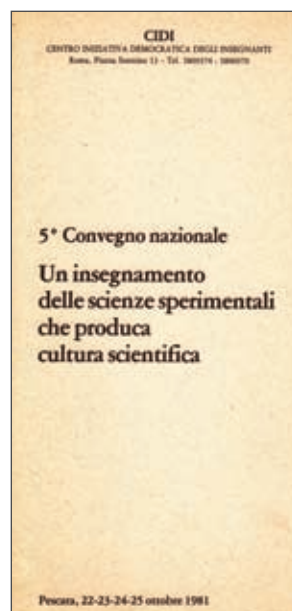 CIDI
CENTRO INIZIATIVA DEMOCRATICA DEGLI INSEGNANTI
Roma, Piazza Sonnino 13 - Tel.
5° Convegno nazionale
Un insegnamento
delle scienze sperimentali
che produca
cultura scientifica
Pescara, 22-23-24-25 ottobre 1981